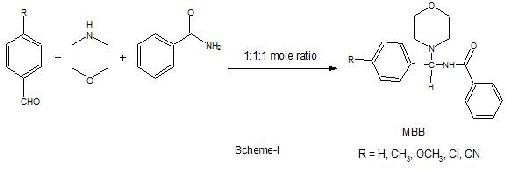 R
CHO
H
N
O
+
O
NH₂
1:1:1 mole ratio
O
N
R
C
NH
O
H
MBB
Scheme-I
R = H, CH₃, OCH₃, Cl, CN